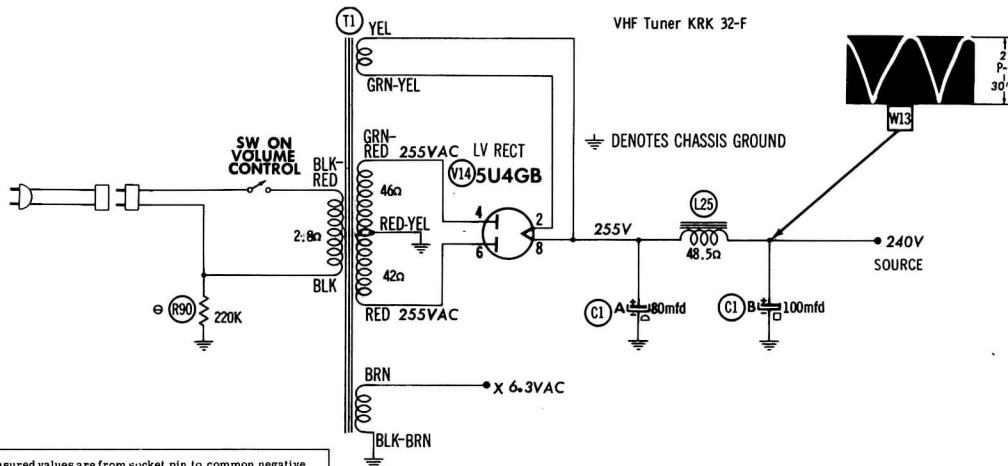 VHF Tuner KRK 32-F
T1
YEL
GRN-YEL
2
P-
30
W13
DENOTES CHASSIS GROUND
SW ON
VOLUME
CONTROL
BLK-
RED
GRN-
RED 255VAC
LV RECT
V14 5U4GB
46Ω
4
2
RED-YEL
2.8Ω
6
8
255V
L25
48.5Ω
240V
SOURCE
42Ω
BLK
RED 255VAC
R90
220K
C1 A 80mfd
C1 B 100mfd
BRN
X 6.3VAC
BLK-BRN
values are from socket pin to common negative